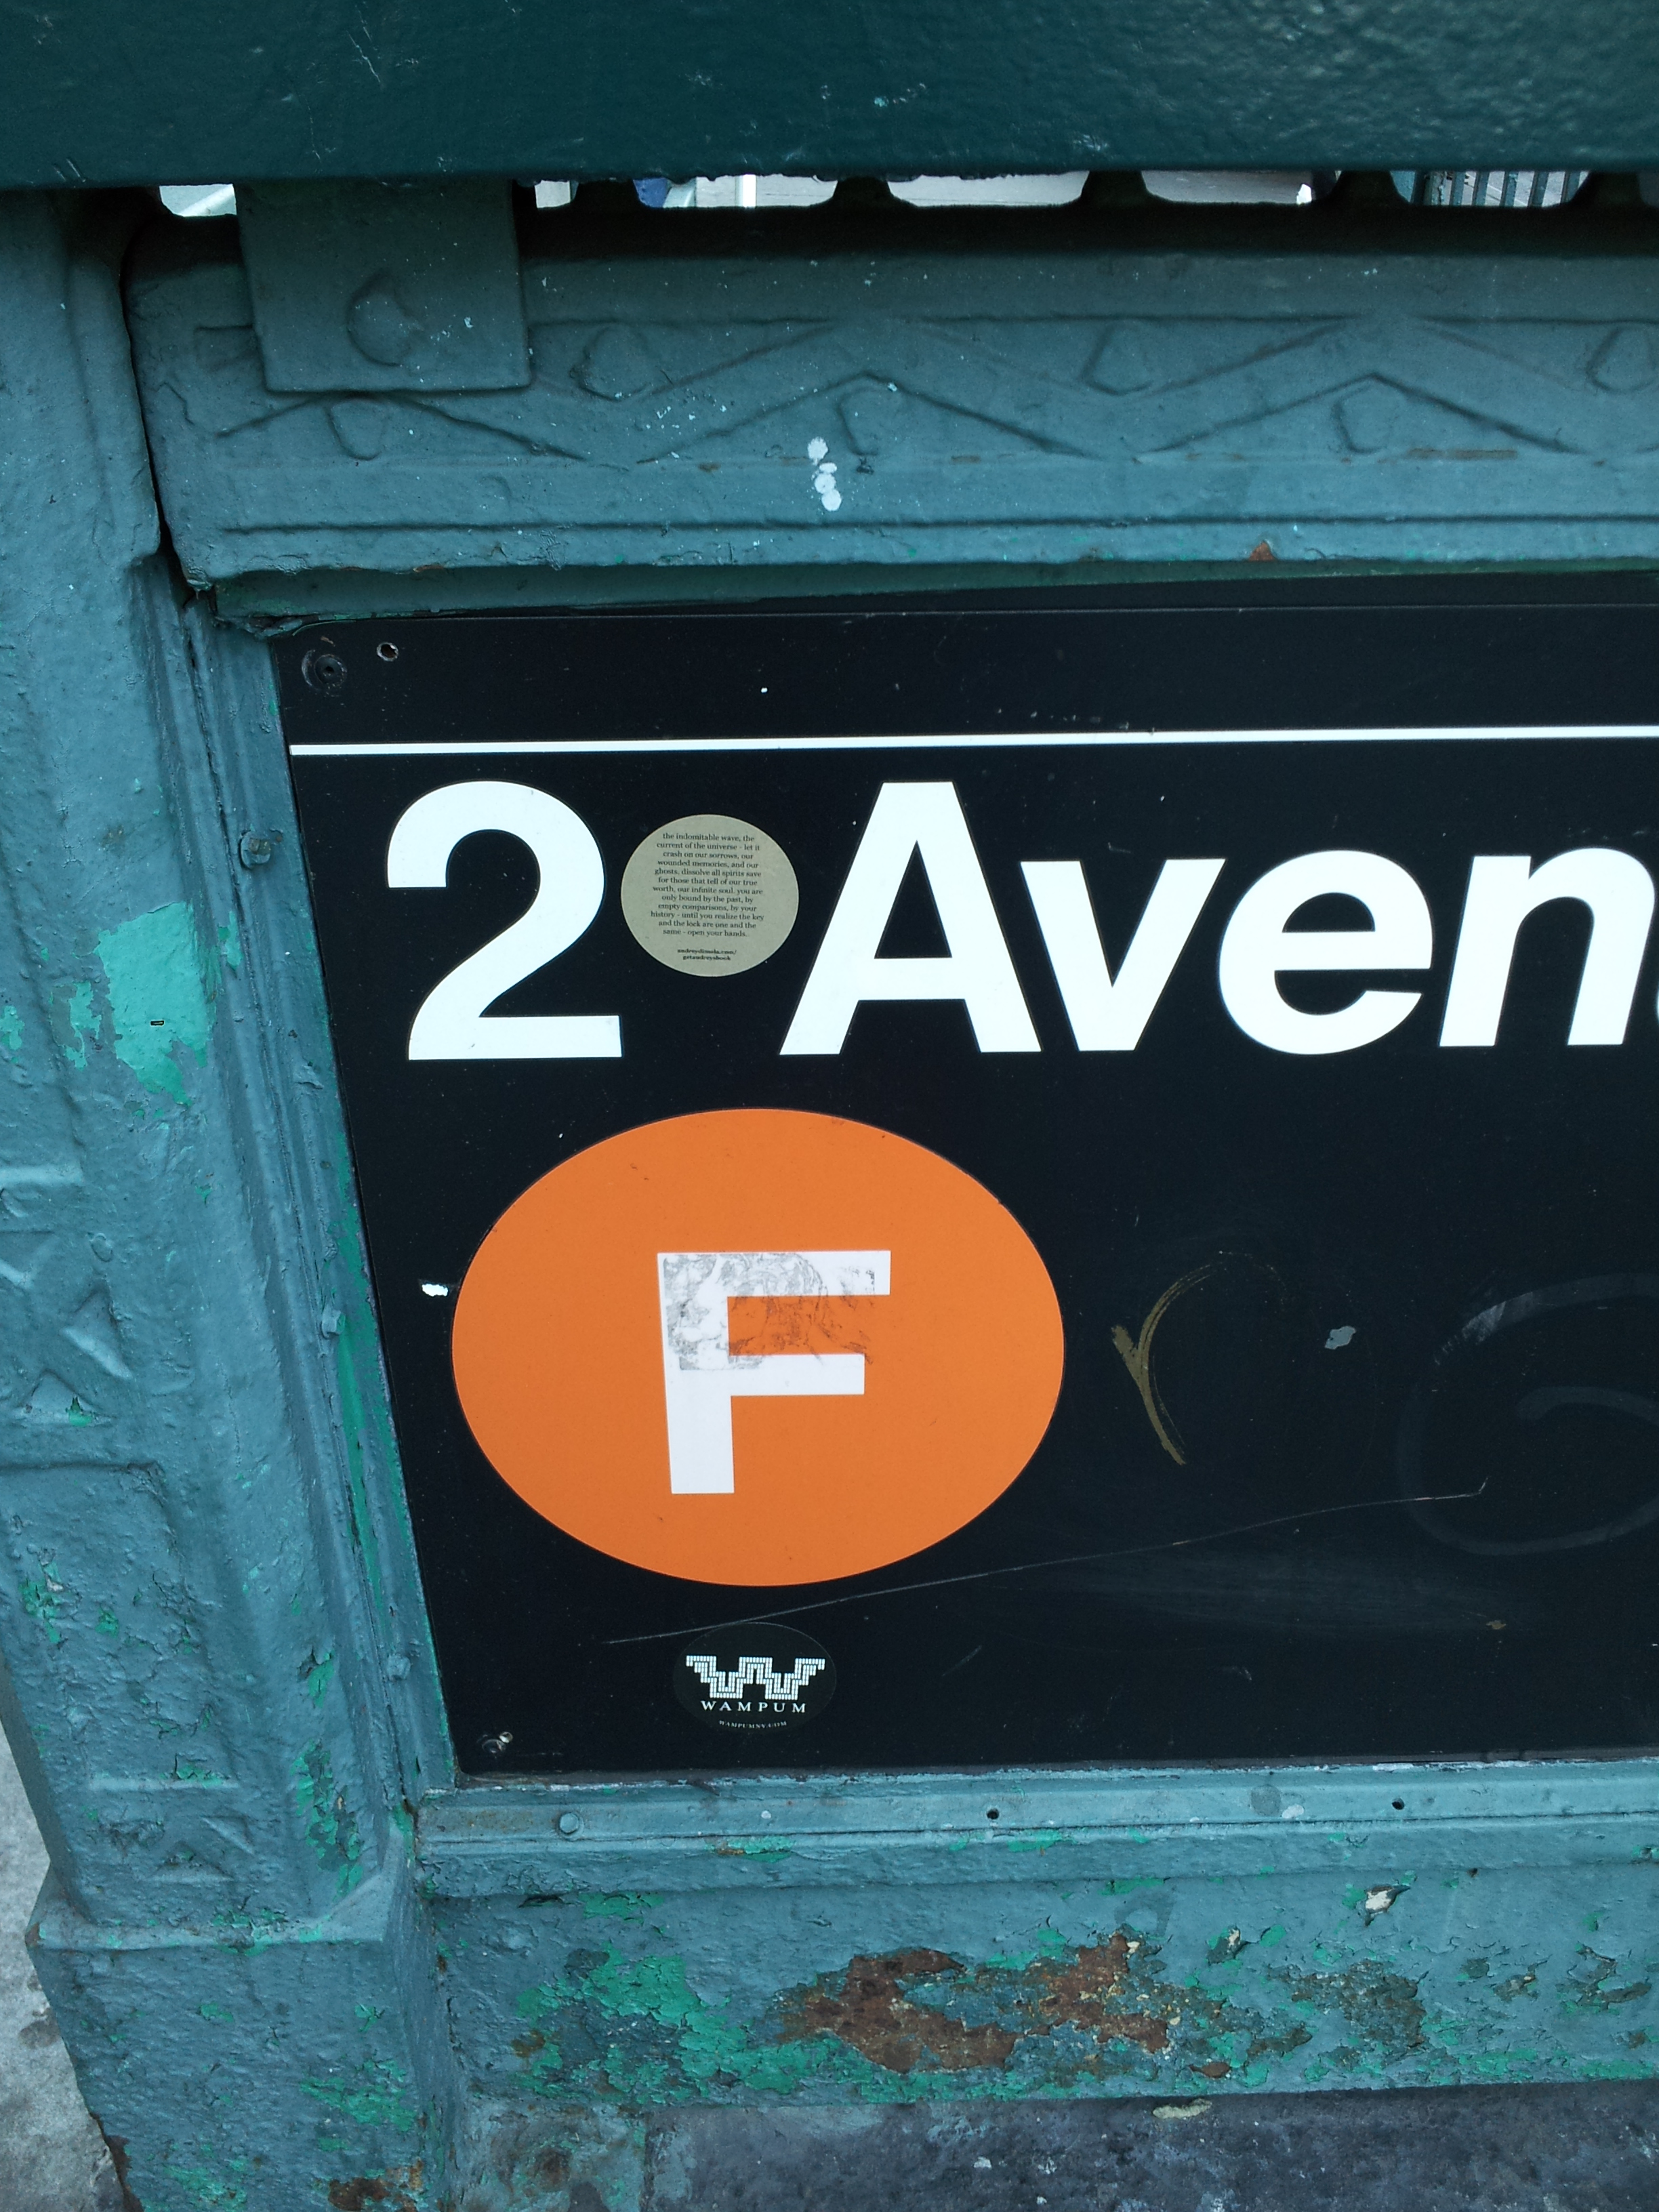 2 Aven
the indomitable wave, the
current of the universe - let it
crash on our sorrows, our
wounded memories, and our
ghosts, dissolve all spirits save
for those that tell of our true
worth, our infinite soul. you are
only bound by the past, by
empty comparisons, by your
history - until you realize the key
and the lock are one and the
same - open your hands.
F
WAMPUM
WAMPUMNY.COM